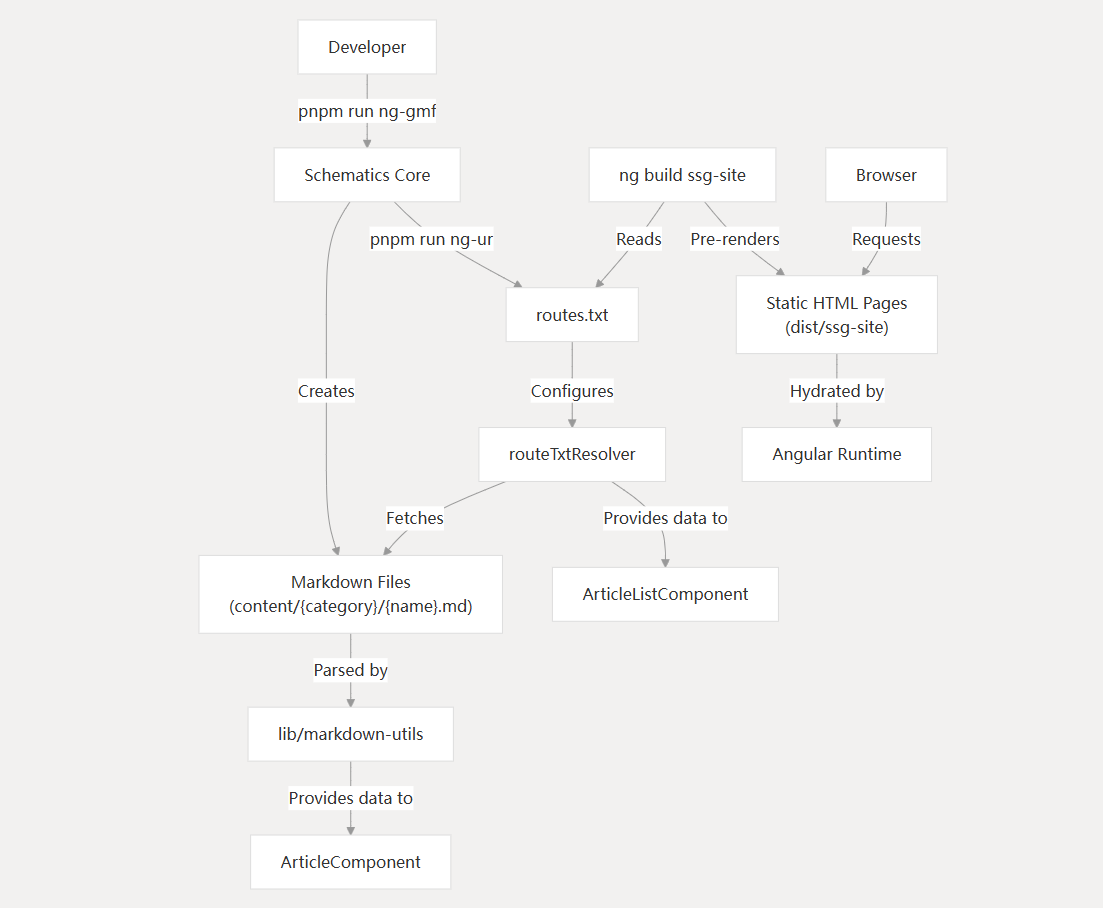 Developer
pnpm run ng-gmf
Schematics Core
ng build ssg-site
Browser
pnpm run ng-ur
Reads
Pre-renders
Requests
routes.txt
Static HTML Pages
(dist/ssg-site)
Creates
Configures
Hydrated by
routeTxtResolver
Angular Runtime
Fetches
Provides data to
Markdown Files
(content/{category}/{name}.md)
ArticleListComponent
Parsed by
lib/markdown-utils
Provides data to
ArticleComponent